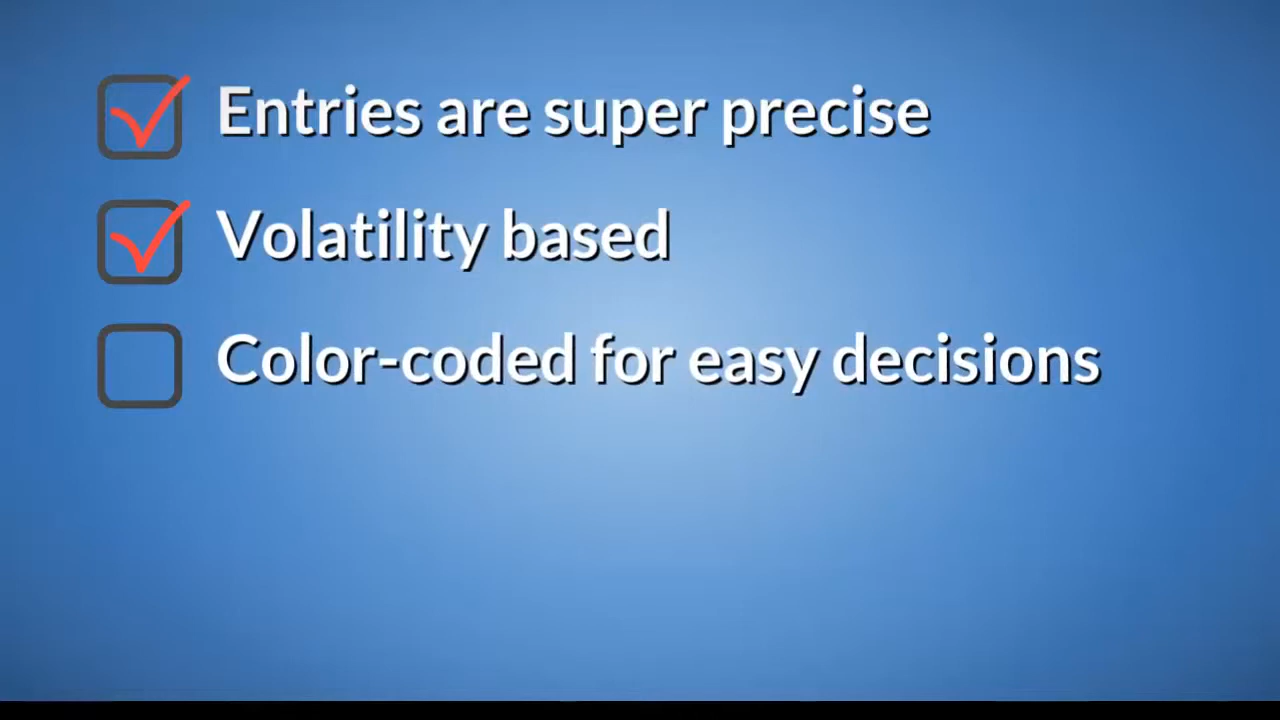 Entries are super precise
Volatility based
Color-coded for easy decisions